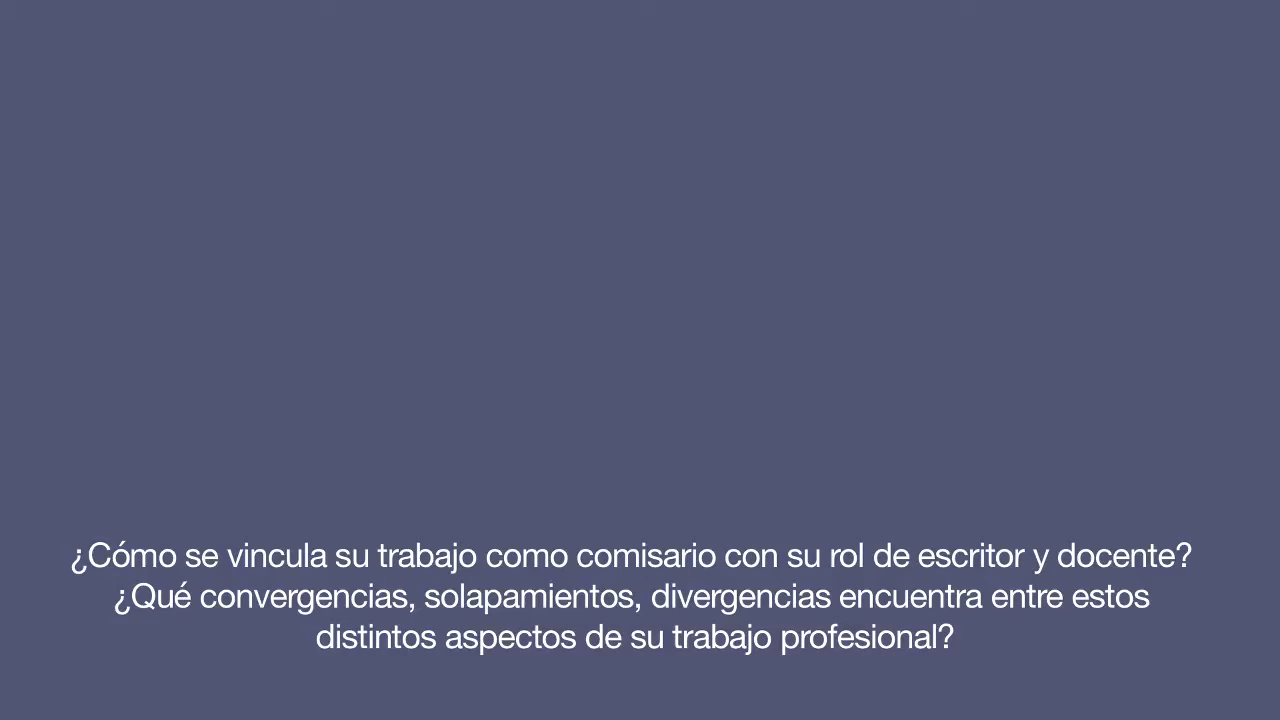 ¿Cómo se vincula su trabajo como comisario con su rol de escritor y docente?
¿Qué convergencias, solapamientos, divergencias encuentra entre estos
distintos aspectos de su trabajo profesional?